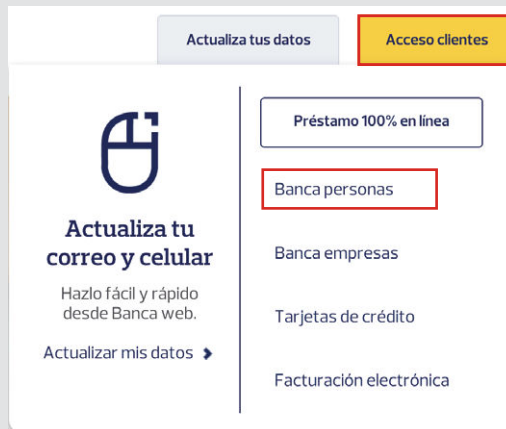 Actualiza tus datos
Acceso clientes
Actualiza tu
correo y celular
Hazlo fácil y rápido
desde Banca web.
Actualizar mis datos
Préstamo 100% en línea
Banca personas
Banca empresas
Tarjetas de crédito
Facturación electrónica